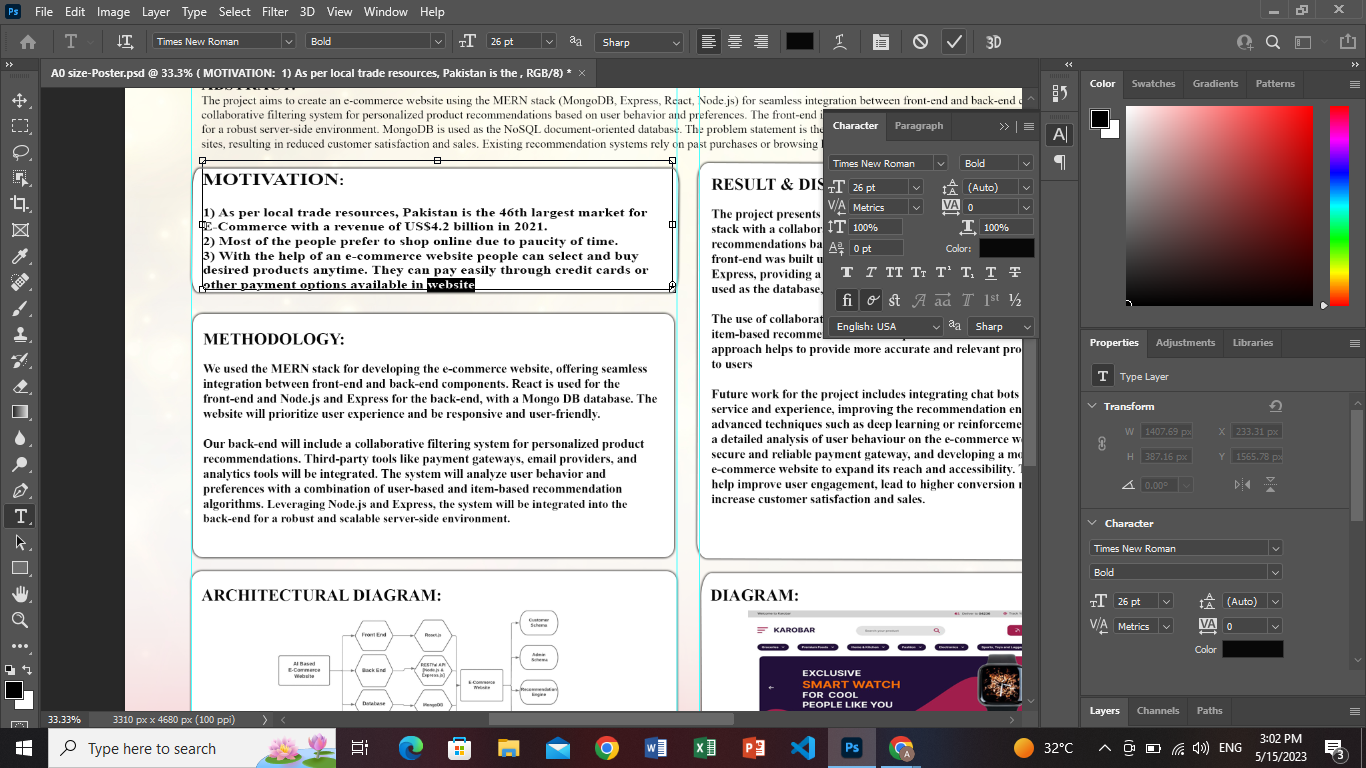 File Edit Image Layer Type Select Filter 3D View Window Help
Times New Roman Bold 26 pt Sharp 3D
A0 size-Poster.psd @ 33.3% ( MOTIVATION: 1) As per local trade resources, Pakistan is the , RGB/8) *
ABSTRACT:
The project aims to create an e-commerce website using the MERN stack (MongoDB, Express, React, Node.js) for seamless integration between front-end and back-end
collaborative filtering system for personalized product recommendations based on user behavior and preferences. The front-end
for a robust server-side environment. MongoDB is used as the NoSQL document-oriented database. The problem statement is the
sites, resulting in reduced customer satisfaction and sales. Existing recommendation systems rely on past purchases or browsing
MOTIVATION:
1) As per local trade resources, Pakistan is the 46th largest market for
E-Commerce with a revenue of US$4.2 billion in 2021.
2) Most of the people prefer to shop online due to paucity of time.
3) With the help of an e-commerce website people can select and buy
desired products anytime. They can pay easily through credit cards or
other payment options available in website
METHODOLOGY:
We used the MERN stack for developing the e-commerce website, offering seamless
integration between front-end and back-end components. React is used for the
front-end and Node.js and Express for the back-end, with a Mongo DB database. The
website will prioritize user experience and be responsive and user-friendly.
Our back-end will include a collaborative filtering system for personalized product
recommendations. Third-party tools like payment gateways, email providers, and
analytics tools will be integrated. The system will analyze user behavior and
preferences with a combination of user-based and item-based recommendation
algorithms. Leveraging Node.js and Express, the system will be integrated into the
back-end for a robust and scalable server-side environment.
ARCHITECTURAL DIAGRAM:
AI Based
E-Commerce
Website
Front End
Back End
Database
React.js
RESTful API
(Node.js &
Express.js)
MongoDB
E-Commerce
Website
Customer
Schema
Admin
Schema
Recommendation
Engine
RESULT & DIS
The project presents
stack with a collabor
recommendations ba
front-end was built u
Express, providing a
used as the database,
The use of collaborat
item-based recomme
approach helps to provide more accurate and relevant pro
to users
Future work for the project includes integrating chat bots
service and experience, improving the recommendation en
advanced techniques such as deep learning or reinforceme
a detailed analysis of user behaviour on the e-commerce w
secure and reliable payment gateway, and developing a mo
e-commerce website to expand its reach and accessibility.
help improve user engagement, lead to higher conversion
increase customer satisfaction and sales.
DIAGRAM:
KAROBAR
EXCLUSIVE
SMART WATCH
FOR COOL
PEOPLE LIKE YOU
Character Paragraph
Times New Roman Bold
26 pt (Auto)
Metrics 0
100% 100%
0 pt Color:
English: USA Sharp
Color Swatches Gradients Patterns
Properties Adjustments Libraries
Type Layer
Transform
W 1407.69 px X 233.31 px
H 387.16 px Y 1565.78 px
0.00°
Character
Times New Roman
Bold
26 pt (Auto)
Metrics 0
Color
Layers Channels Paths
33.33% 3310 px x 4680 px (100 ppi)
Type here to search
32°C ENG 3:02 PM
5/15/2023
3